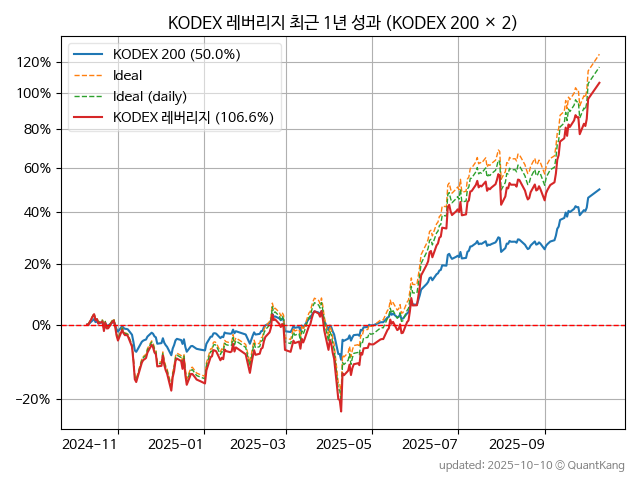 KODEX 레버리지 최근 1년 성과 (KODEX 200 × 2)
KODEX 200 (50.0%)
Ideal
Ideal (daily)
KODEX 레버리지 (106.6%)
120%
100%
80%
60%
40%
20%
0%
−20%
2024-11 2025-01 2025-03 2025-05 2025-07 2025-09
updated: 2025-10-10 © QuantKang